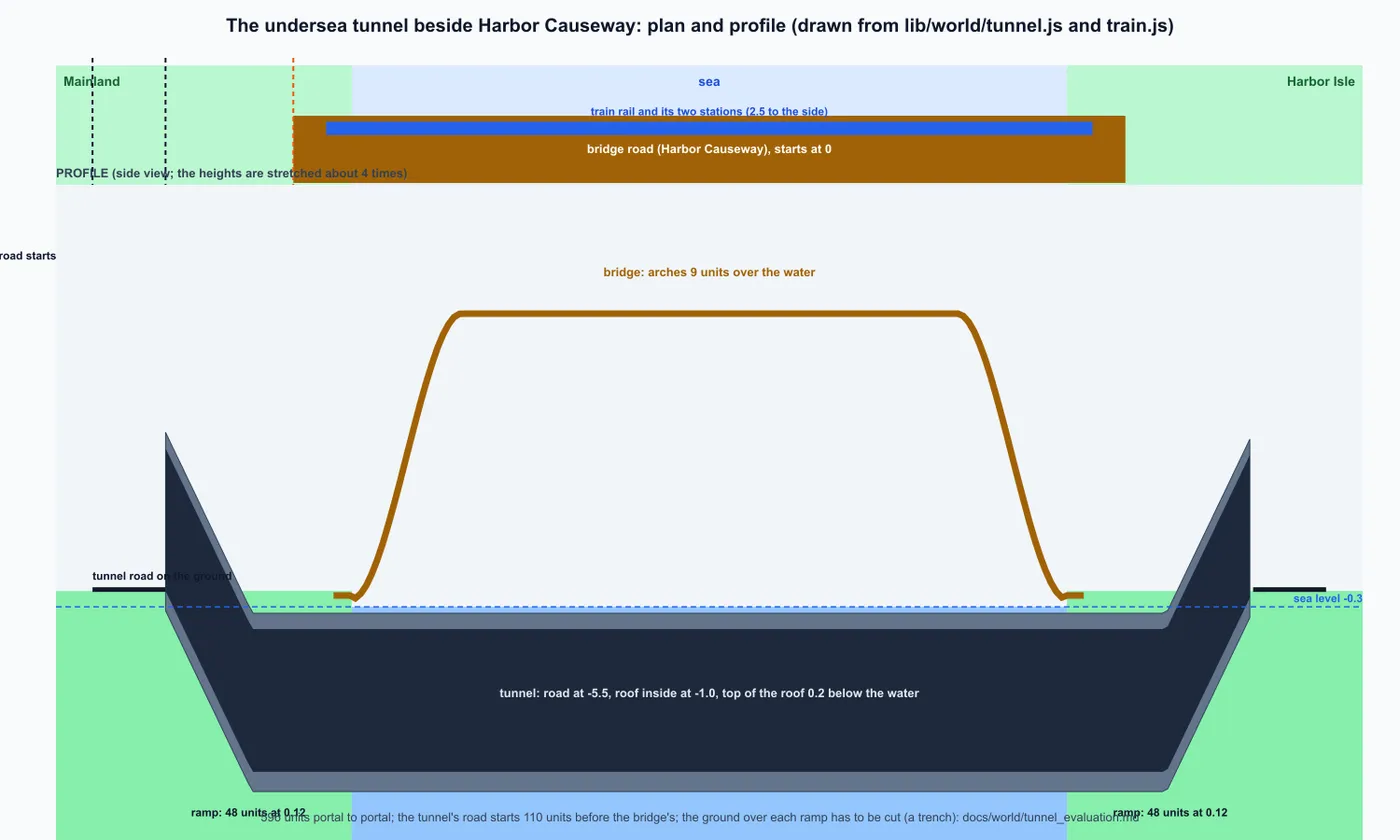 The undersea tunnel beside Harbor Causeway: plan and profile (drawn from lib/world/tunnel.js and train.js)
Mainland
sea
Harbor Isle
train rail and its two stations (2.5 to the side)
bridge road (Harbor Causeway), starts at 0
PROFILE (side view; the heights are stretched about 4 times)
road starts
bridge: arches 9 units over the water
tunnel road on the ground
sea level -0.3
tunnel: road at -5.5, roof inside at -1.0, top of the roof 0.2 below the water
ramp: 48 units at 0.12
ramp: 48 units at 0.12
units portal to portal; the tunnel's road starts 110 units before the bridge's; the ground over each ramp has to be cut (a trench): docs/world/tunnel_evaluation.md